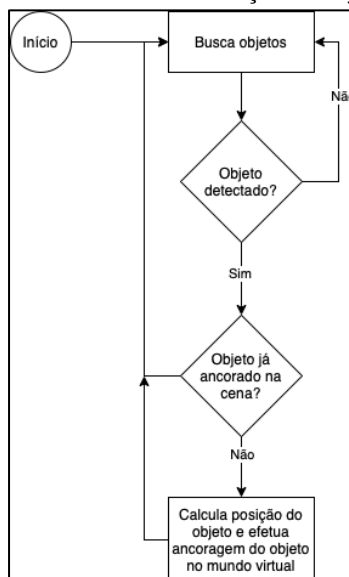 Início
Busca objetos
Objeto
detectado?
Sim
Objeto já
ancorado na
cena?
Não
Calcula posição do
objeto e efetua
ancoragem do objeto
no mundo virtual